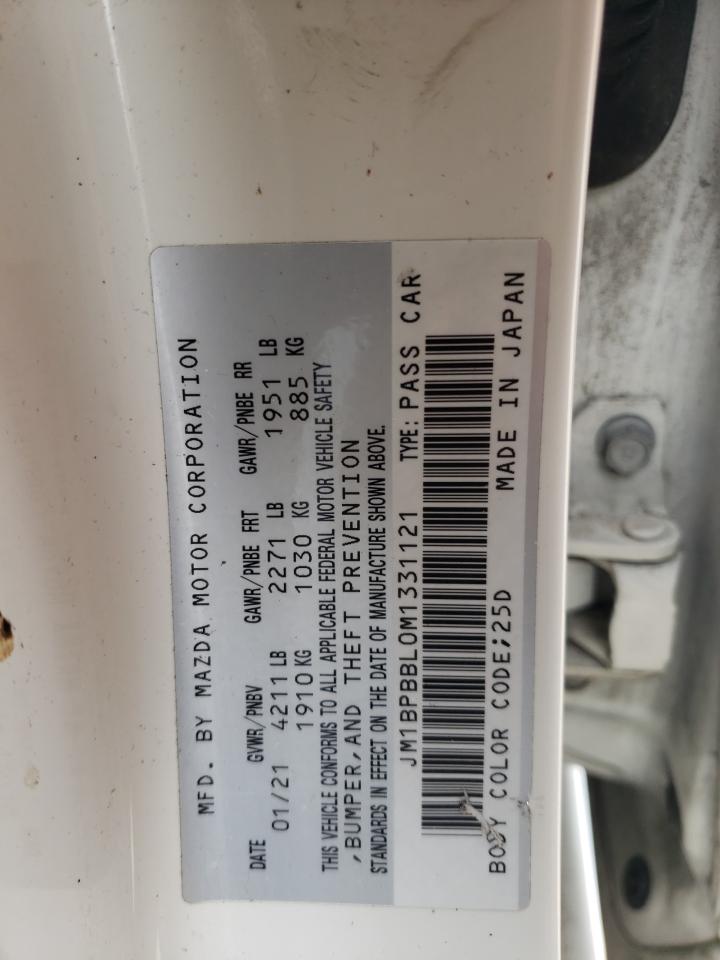 MFD. BY MAZDA MOTOR CORPORATION
DATE GVWR/PNBV GAWR/PNBE FRT GAWR/PNBE RR
01/21 4211 LB 2271 LB 1951 LB
1910 KG 1030 KG 885 KG
THIS VEHICLE CONFORMS TO ALL APPLICABLE FEDERAL MOTOR VEHICLE SAFETY
,BUMPER,AND THEFT PREVENTION
STANDARDS IN EFFECT ON THE DATE OF MANUFACTURE SHOWN ABOVE.
JM1BPBBL0M1331121 TYPE: PASS CAR
BODY COLOR CODE;25D MADE IN JAPAN